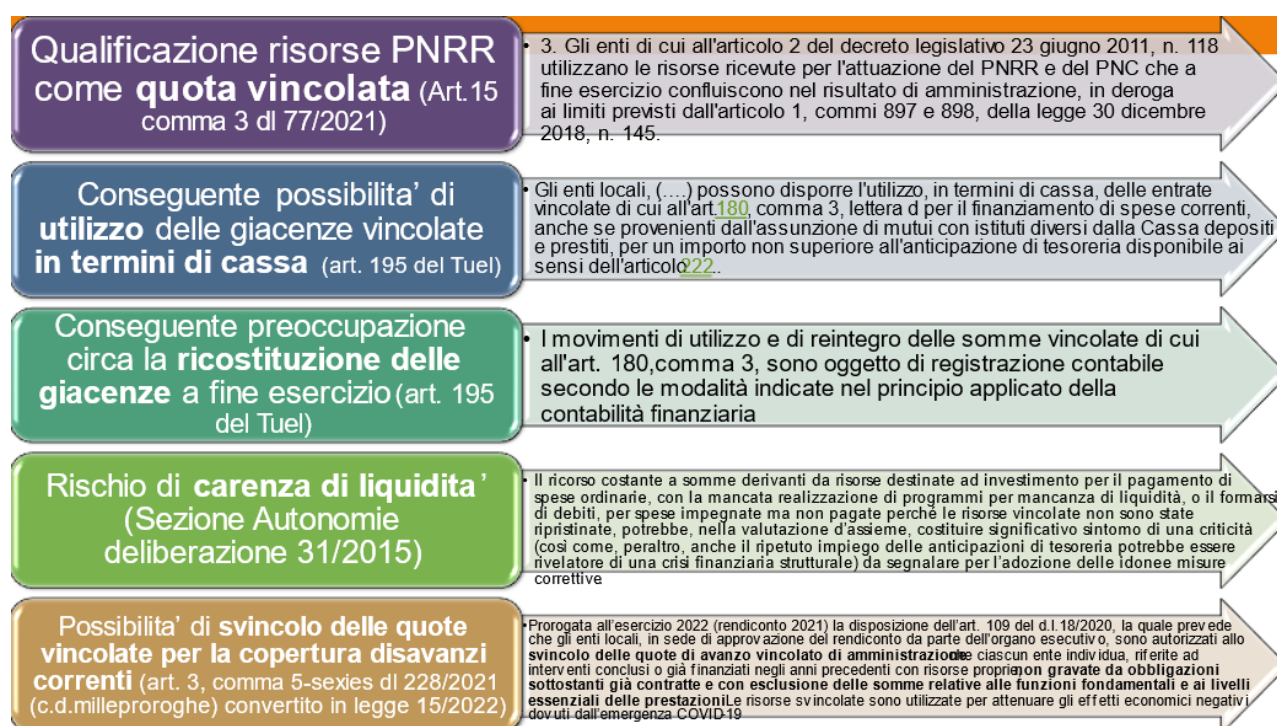 Qualificazione risorse PNRR
come quota vincolata (Art.15
comma 3 dl 77/2021)
• 3. Gli enti di cui all'articolo 2 del decreto legislativo 23 giugno 2011, n. 118
utilizzano le risorse ricevute per l'attuazione del PNRR e del PNC che a
fine esercizio confluiscono nel risultato di amministrazione, in deroga
ai limiti previsti dall'articolo 1, commi 897 e 898, della legge 30 dicembre
2018, n. 145.
Conseguente possibilita' di
utilizzo delle giacenze vincolate
in termini di cassa (art. 195 del Tuel)
• Gli enti locali, (....) possono disporre l'utilizzo, in termini di cassa, delle entrate
vincolate di cui all'art.180, comma 3, lettera d per il finanziamento di spese correnti,
anche se provenienti dall'assunzione di mutui con istituti diversi dalla Cassa depositi
e prestiti, per un importo non superiore all'anticipazione di tesoreria disponibile ai
sensi dell'articolo222..
Conseguente preoccupazione
circa la ricostituzione delle
giacenze a fine esercizio (art. 195
del Tuel)
• I movimenti di utilizzo e di reintegro delle somme vincolate di cui
all'art. 180,comma 3, sono oggetto di registrazione contabile
secondo le modalità indicate nel principio applicato della
contabilità finanziaria
Rischio di carenza di liquidita '
(Sezione Autonomie
deliberazione 31/2015)
• Il ricorso costante a somme derivanti da risorse destinate ad investimento per il pagamento di
spese ordinarie, con la mancata realizzazione di programmi per mancanza di liquidità, o il formarsi
di debiti, per spese impegnate ma non pagate perché le risorse vincolate non sono state
ripristinate, potrebbe, nella valutazione d'assieme, costituire significativo sintomo di una criticità
(così come, peraltro, anche il ripetuto impiego delle anticipazioni di tesoreria potrebbe essere
rivelatore di una crisi finanziaria strutturale) da segnalare per l'adozione delle idonee misure
correttive
Possibilita' di svincolo delle quote
vincolate per la copertura disavanzi
correnti (art. 3, comma 5-sexies dl 228/2021
(c.d.milleproroghe) convertito in legge 15/2022)
• Prorogata all'esercizio 2022 (rendiconto 2021) la disposizione dell'art. 109 del d.l.18/2020, la quale prevede
che gli enti locali, in sede di approvazione del rendiconto da parte dell'organo esecutivo, sono autorizzati allo
svincolo delle quote di avanzo vincolato di amministrazione che ciascun ente individua, riferite ad
interventi conclusi o già finanziati negli anni precedenti con risorse proprie, non gravate da obbligazioni
sottostanti già contratte e con esclusione delle somme relative alle funzioni fondamentali e ai livelli
essenziali delle prestazioni. Le risorse svincolate sono utilizzate per attenuare gli effetti economici negativi
dovuti dall'emergenza COVID-19